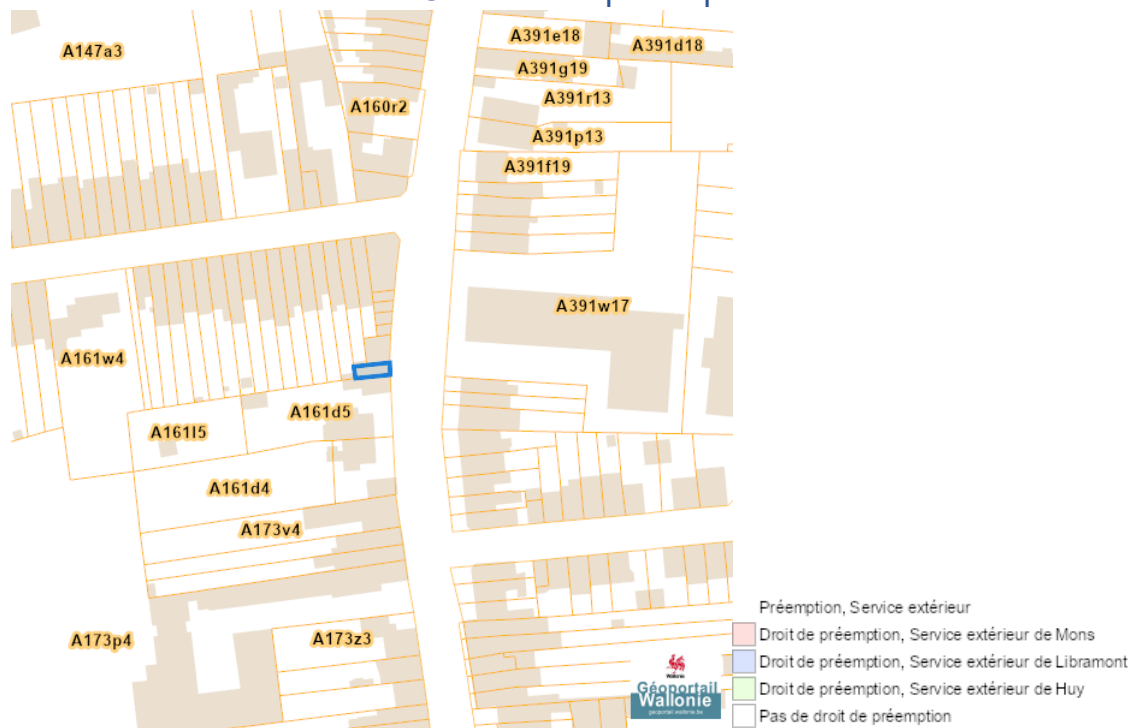 A147a3
A391e18
A391d18
A391g19
A160r2
A391r13
A391p13
A391f19
A391w17
A161w4
A161d5
A161l5
A161d4
A173v4
A173p4
A173z3
Wallonie
Géoportail
Wallonie
geoportail.wallonie.be
Préemption, Service extérieur
Droit de préemption, Service extérieur de Mons
Droit de préemption, Service extérieur de Libramont
Droit de préemption, Service extérieur de Huy
Pas de droit de préemption